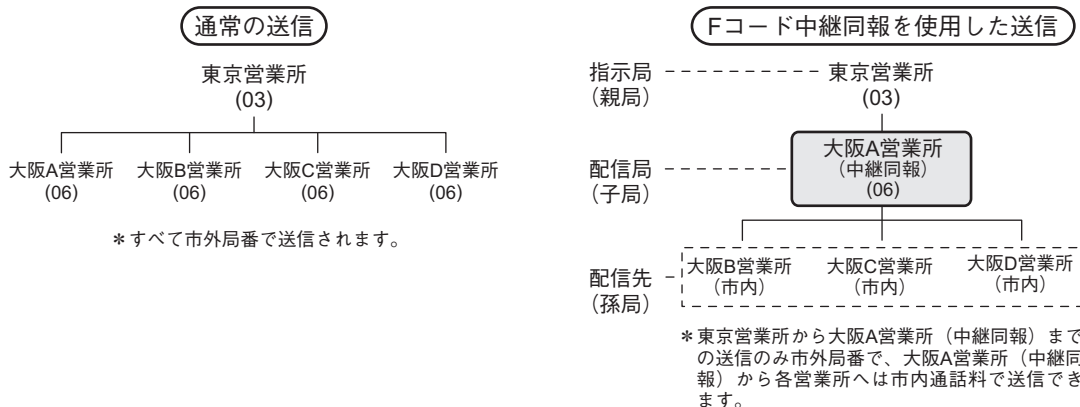 通常の送信
東京営業所
(03)
大阪A営業所 大阪B営業所 大阪C営業所 大阪D営業所
(06) (06) (06) (06)
＊すべて市外局番で送信されます。
Fコード中継同報を使用した送信
指示局 東京営業所
（親局） (03)
大阪A営業所
配信局 （中継同報）
（子局） (06)
大阪B営業所 大阪C営業所 大阪D営業所
配信先 （市内） （市内） （市内）
（孫局）
＊東京営業所から大阪A営業所（中継同報）まで
の送信のみ市外局番で、大阪A営業所（中継同
報）から各営業所へは市内通話料で送信でき
ます。